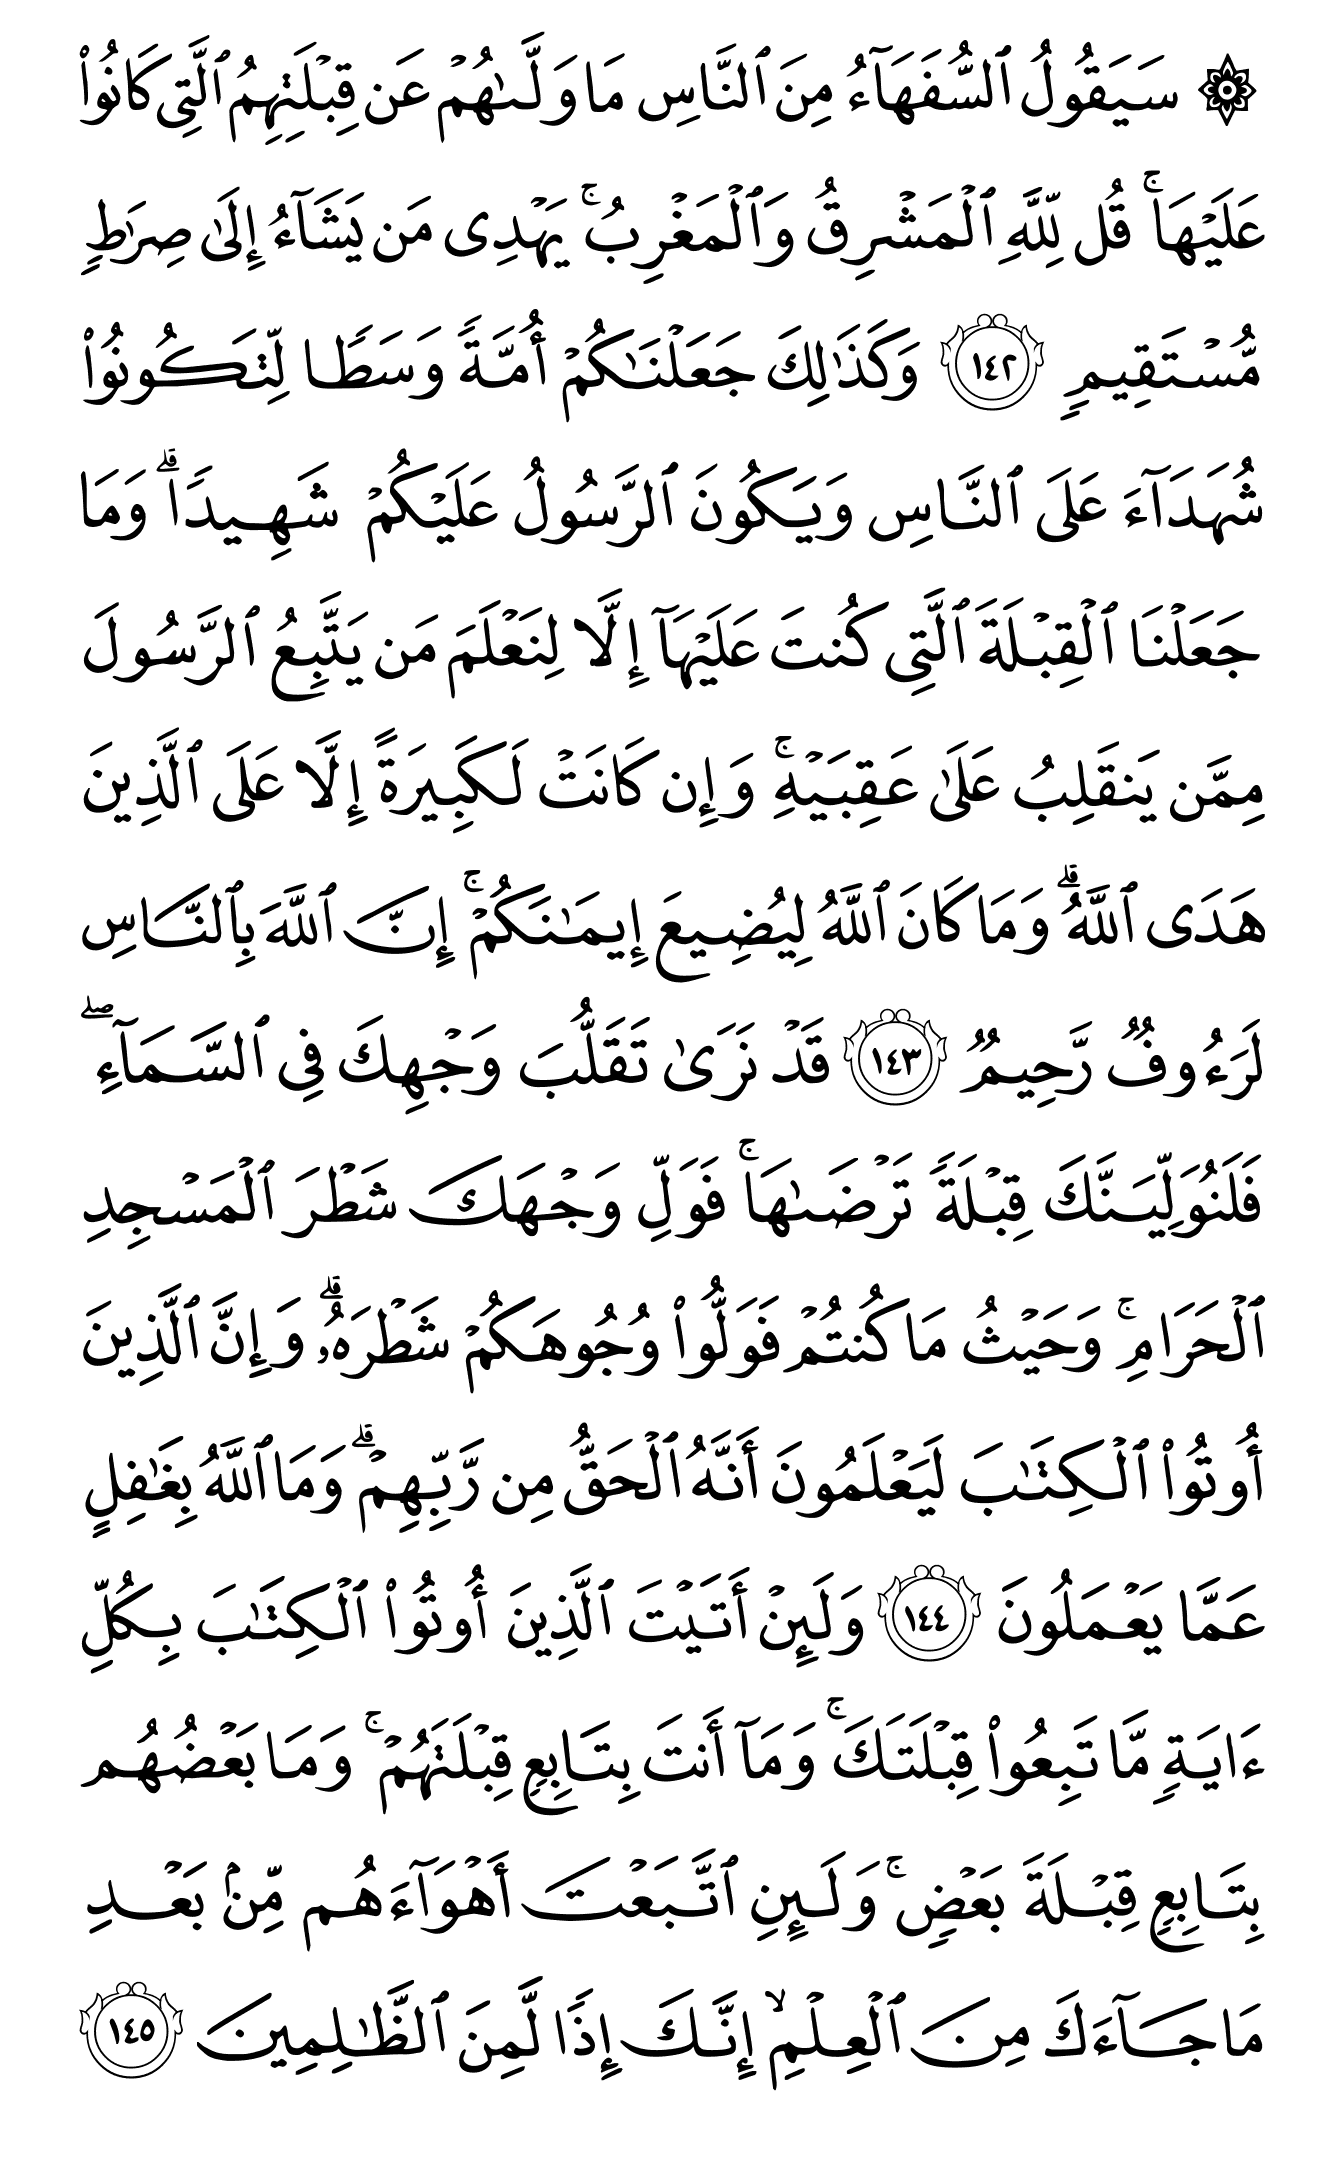 ۞ سَيَقُولُ ٱلسُّفَهَآءُ مِنَ ٱلنَّاسِ مَا وَلَّىٰهُمْ عَن قِبْلَتِهِمُ ٱلَّتِى كَانُوا۟
عَلَيْهَا ۚ قُل لِّلَّهِ ٱلْمَشْرِقُ وَٱلْمَغْرِبُ ۚ يَهْدِى مَن يَشَآءُ إِلَىٰ صِرَٰطٍ
مُّسْتَقِيمٍ ١٤٢ وَكَذَٰلِكَ جَعَلْنَـٰكُمْ أُمَّةً وَسَطًا لِّتَكُونُوا۟
شُهَدَآءَ عَلَى ٱلنَّاسِ وَيَكُونَ ٱلرَّسُولُ عَلَيْكُمْ شَهِيدًا ۗ وَمَا
جَعَلْنَا ٱلْقِبْلَةَ ٱلَّتِى كُنتَ عَلَيْهَآ إِلَّا لِنَعْلَمَ مَن يَتَّبِعُ ٱلرَّسُولَ
مِمَّن يَنقَلِبُ عَلَىٰ عَقِبَيْهِ ۚ وَإِن كَانَتْ لَكَبِيرَةً إِلَّا عَلَى ٱلَّذِينَ
هَدَى ٱللَّهُ ۗ وَمَا كَانَ ٱللَّهُ لِيُضِيعَ إِيمَـٰنَكُمْ ۚ إِنَّ ٱللَّهَ بِٱلنَّاسِ
لَرَءُوفٌ رَّحِيمٌ ١٤٣ قَدْ نَرَىٰ تَقَلُّبَ وَجْهِكَ فِى ٱلسَّمَآءِ ۖ
فَلَنُوَلِّيَنَّكَ قِبْلَةً تَرْضَىٰهَا ۚ فَوَلِّ وَجْهَكَ شَطْرَ ٱلْمَسْجِدِ
ٱلْحَرَامِ ۚ وَحَيْثُ مَا كُنتُمْ فَوَلُّوا۟ وُجُوهَكُمْ شَطْرَهُۥ ۗ وَإِنَّ ٱلَّذِينَ
أُوتُوا۟ ٱلْكِتَـٰبَ لَيَعْلَمُونَ أَنَّهُ ٱلْحَقُّ مِن رَّبِّهِمْ ۗ وَمَا ٱللَّهُ بِغَـٰفِلٍ
عَمَّا يَعْمَلُونَ ١٤٤ وَلَئِنْ أَتَيْتَ ٱلَّذِينَ أُوتُوا۟ ٱلْكِتَـٰبَ بِكُلِّ
ءَايَةٍ مَّا تَبِعُوا۟ قِبْلَتَكَ ۚ وَمَآ أَنتَ بِتَابِعٍ قِبْلَتَهُمْ ۚ وَمَا بَعْضُهُم
بِتَابِعٍ قِبْلَةَ بَعْضٍ ۚ وَلَئِنِ ٱتَّبَعْتَ أَهْوَآءَهُم مِّنۢ بَعْدِ
مَا جَآءَكَ مِنَ ٱلْعِلْمِ ۙ إِنَّكَ إِذًا لَّمِنَ ٱلظَّـٰلِمِينَ ١٤٥